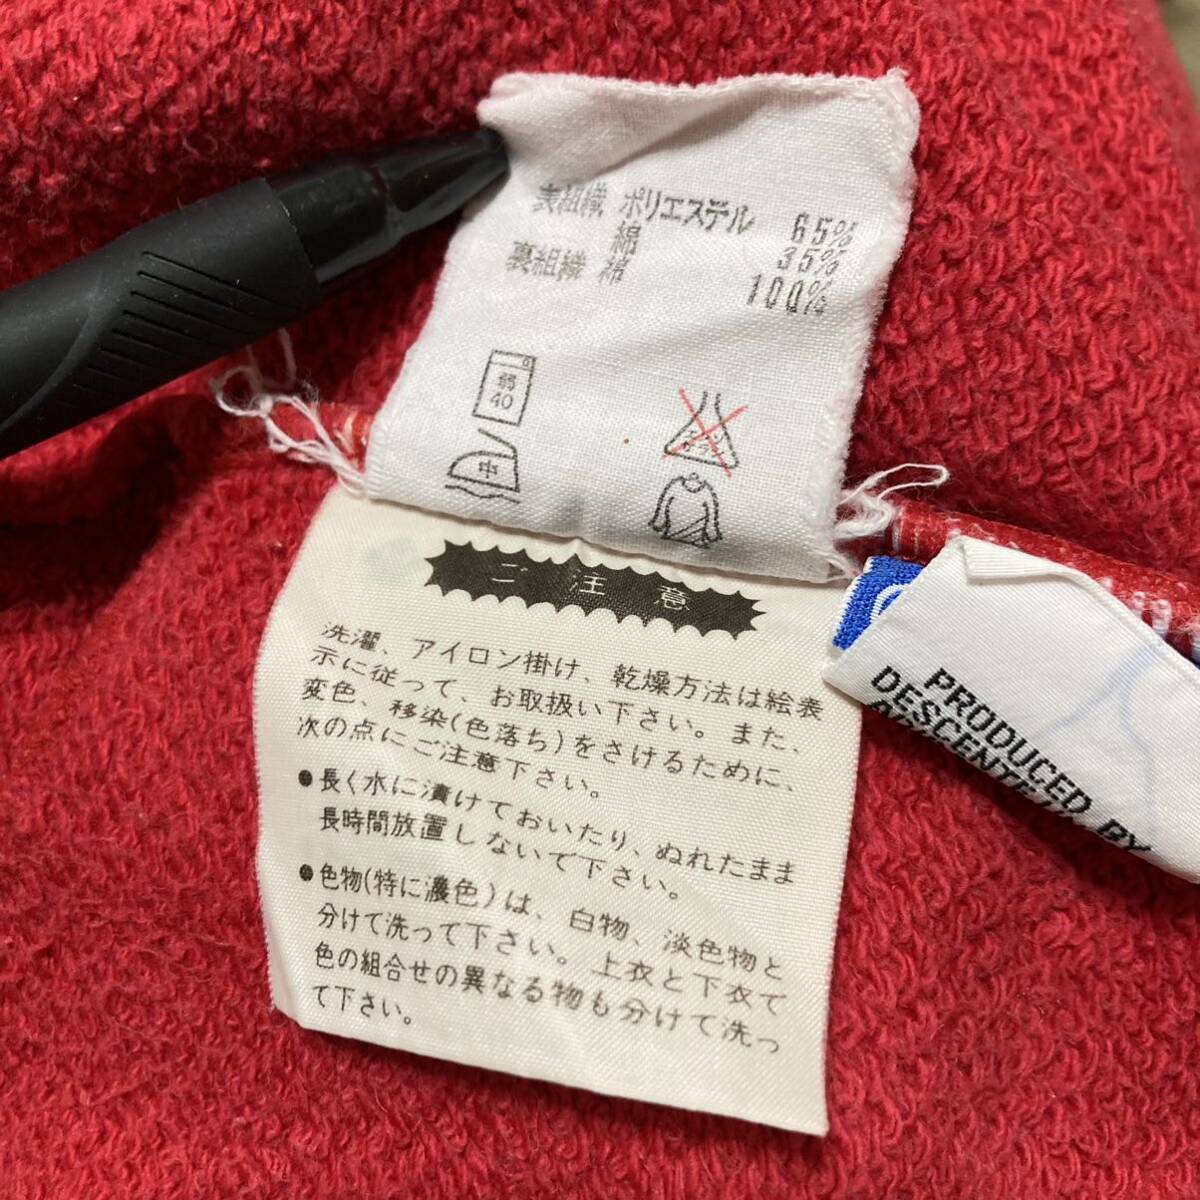 表組織 ポリエステル 65%
綿 35%
裏組織 綿 100%
弱
40
中
ご注意
洗濯、アイロン掛け、乾燥方法は絵表
示に従って、お取扱い下さい。また、
変色、移染(色落ち)をさけるために、
次の点にご注意下さい。
●長く水に漬けておいたり、ぬれたまま
長時間放置しないで下さい。
●色物(特に濃色)は、白物、淡色物と
分けて洗って下さい。上衣と下衣で
色の組合せの異なる物も分けて洗っ
て下さい。
PRODUCED BY
DESCENTE